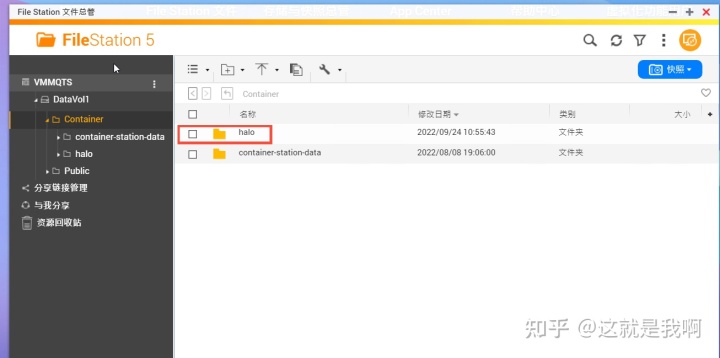 File Station 文件总管
FileStation 5
VMMQTS
DataVol1
Container
container-station-data
halo
Public
分享链接管理
与我分享
资源回收站
快照
Container
名称 修改日期 类别 大小
halo 2022/09/24 10:55:43 文件夹
container-station-data 2022/08/08 19:06:00 文件夹
知乎 @这就是我啊